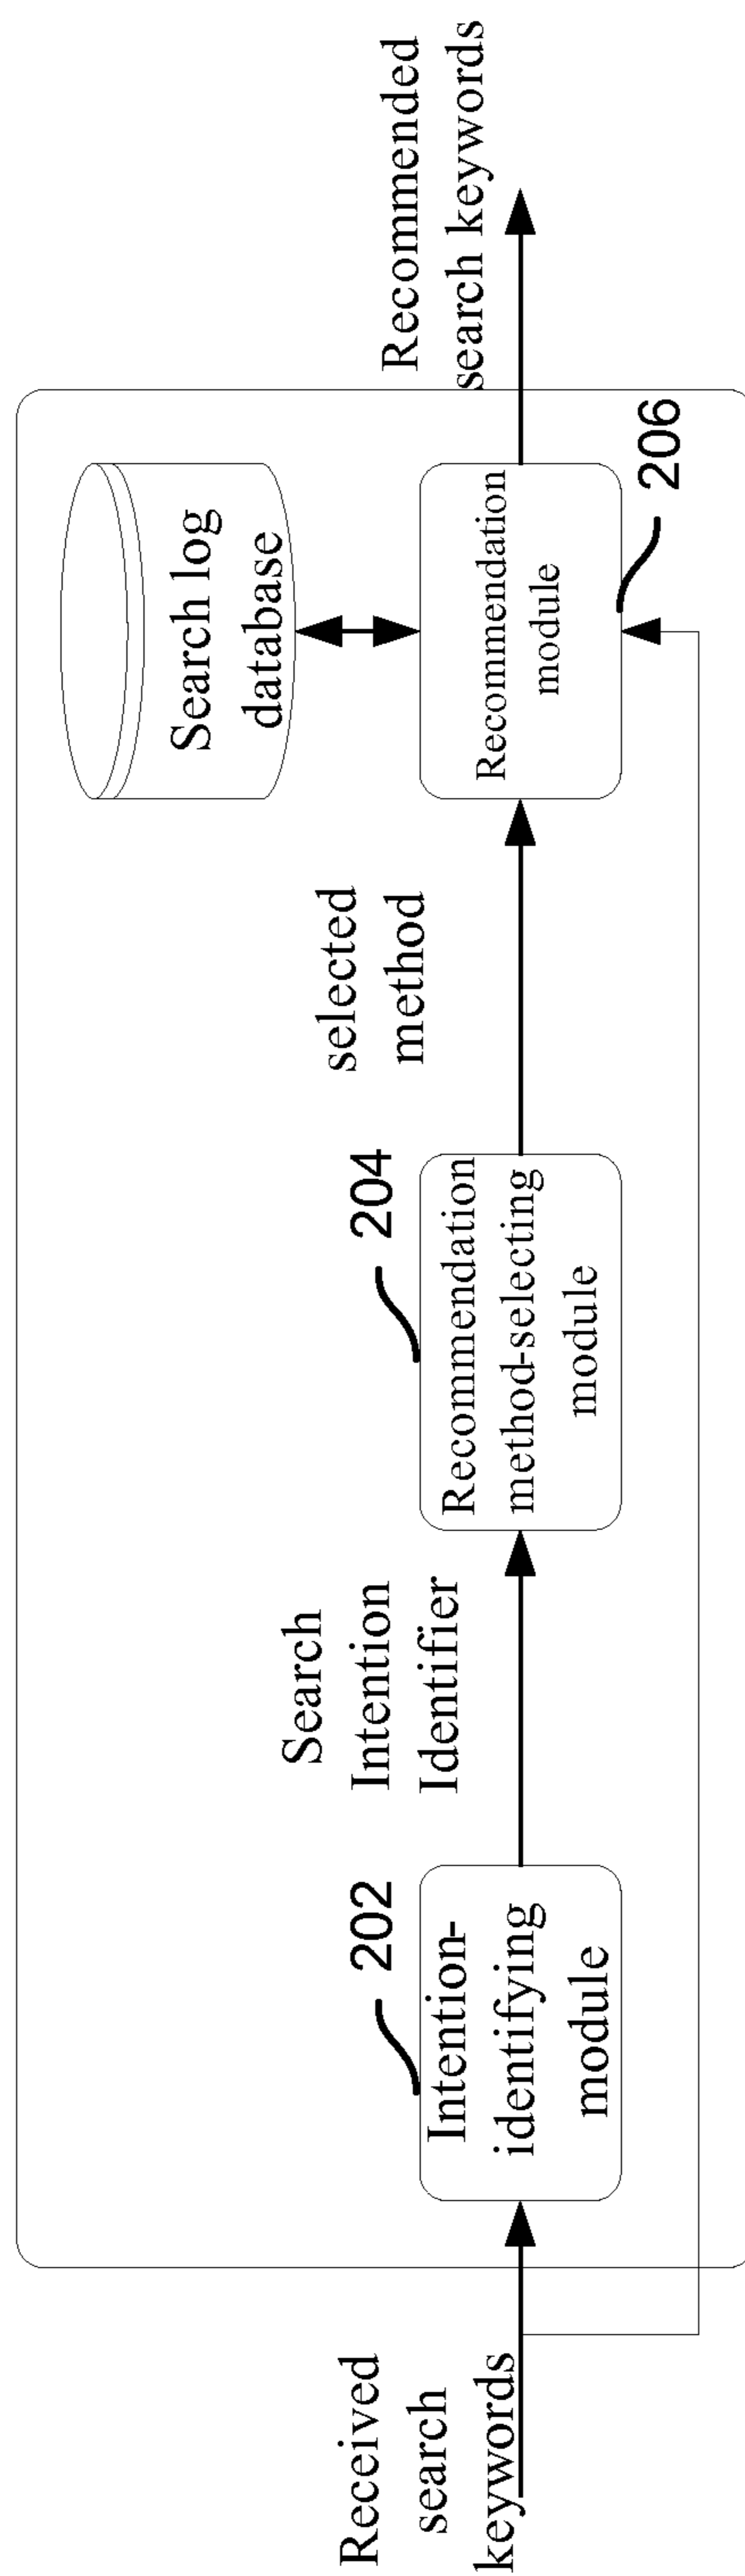 Received
search
keywords
202
Intention-
identifying
module
Search
Intention
Identifier
204
Recommendation
method-selecting
module
selected
method
Search log
database
Recommendation
module
206
Recommended
search keywords